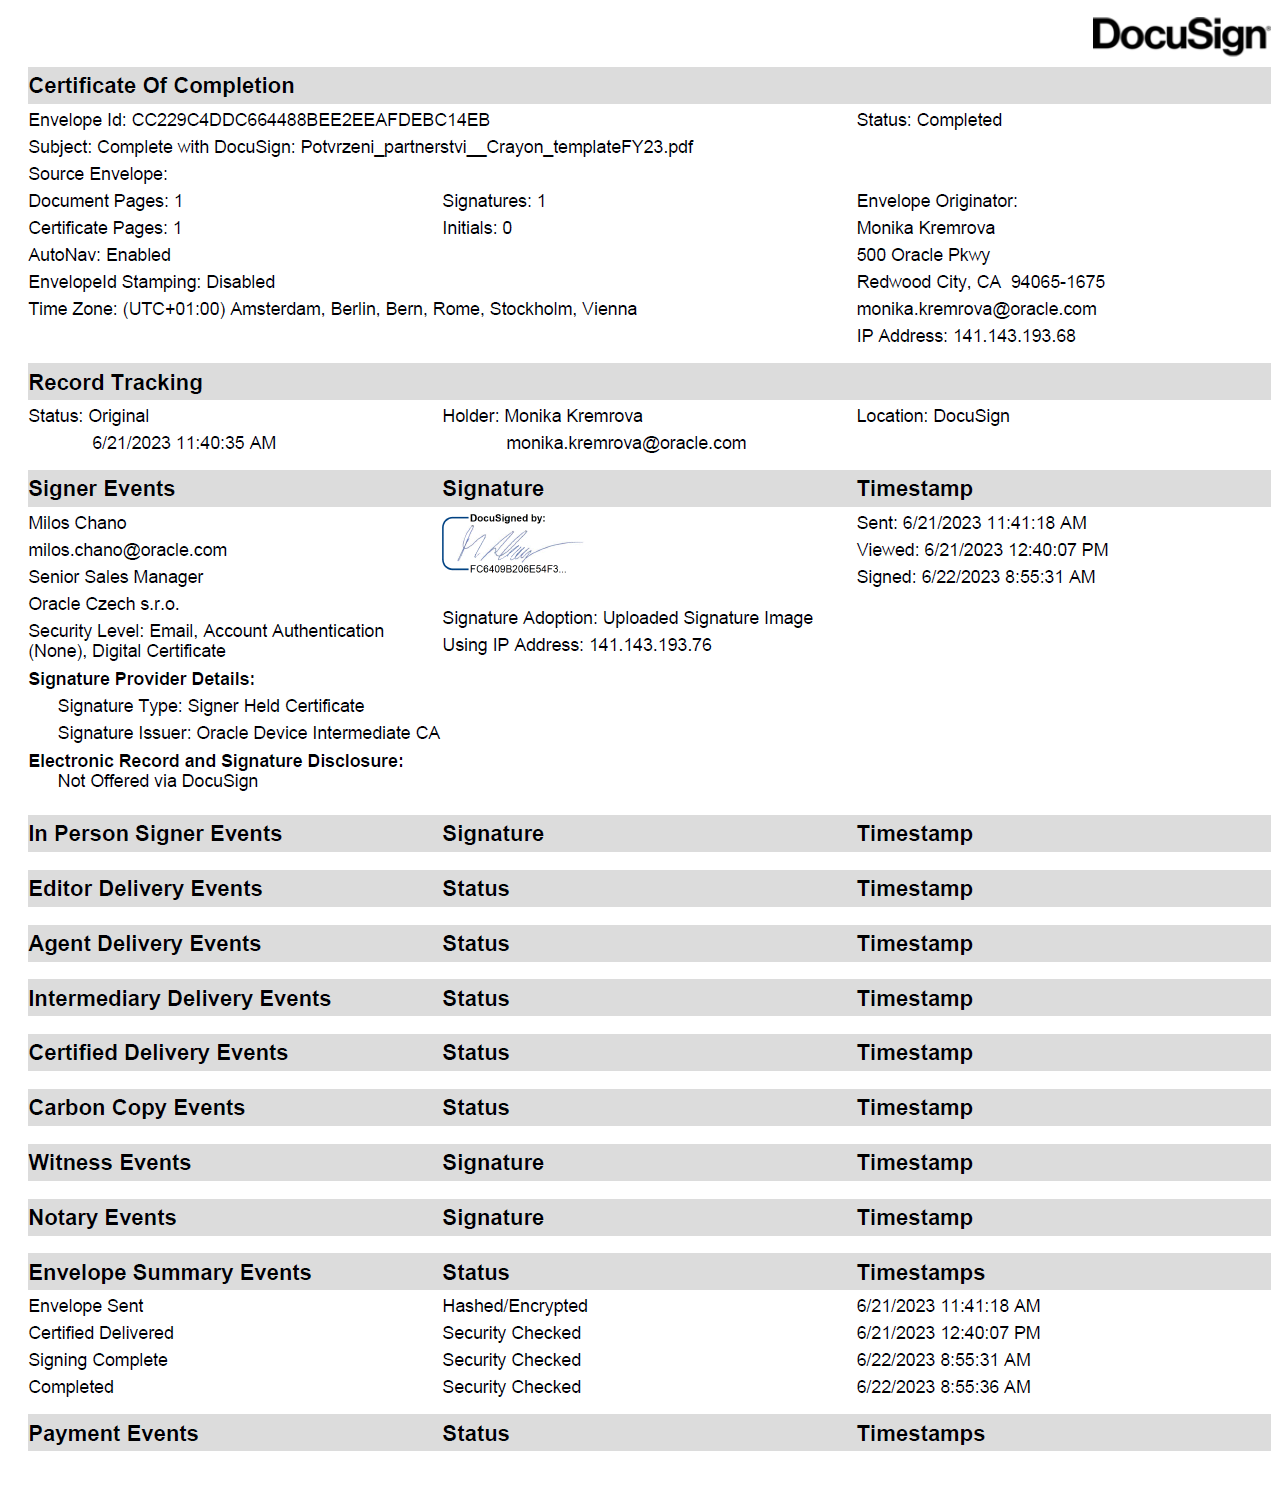 DocuSign
Certificate Of Completion
Envelope Id: CC229C4DDC664488BEE2EEAFDEBC14EB Status: Completed
Subject: Complete with DocuSign: Potvrzeni_partnerstvi__Crayon_templateFY23.pdf
Source Envelope:
Document Pages: 1 Signatures: 1 Envelope Originator:
Certificate Pages: 1 Initials: 0 Monika Kremrova
AutoNav: Enabled 500 Oracle Pkwy
EnvelopeId Stamping: Disabled Redwood City, CA 94065-1675
Time Zone: (UTC+01:00) Amsterdam, Berlin, Bern, Rome, Stockholm, Vienna monika.kremrova@oracle.com
IP Address: 141.143.193.68
Record Tracking
Status: Original Holder: Monika Kremrova Location: DocuSign
6/21/2023 11:40:35 AM monika.kremrova@oracle.com
Signer Events Signature Timestamp
Milos Chano
milos.chano@oracle.com
Senior Sales Manager
Oracle Czech s.r.o.
Security Level: Email, Account Authentication
(None), Digital Certificate
DocuSigned by:
FC6409B206E54F3...
Signature Adoption: Uploaded Signature Image
Using IP Address: 141.143.193.76
Sent: 6/21/2023 11:41:18 AM
Viewed: 6/21/2023 12:40:07 PM
Signed: 6/22/2023 8:55:31 AM
Signature Provider Details:
Signature Type: Signer Held Certificate
Signature Issuer: Oracle Device Intermediate CA
Electronic Record and Signature Disclosure:
Not Offered via DocuSign
In Person Signer Events Signature Timestamp
Editor Delivery Events Status Timestamp
Agent Delivery Events Status Timestamp
Intermediary Delivery Events Status Timestamp
Certified Delivery Events Status Timestamp
Carbon Copy Events Status Timestamp
Witness Events Signature Timestamp
Notary Events Signature Timestamp
Envelope Summary Events Status Timestamps
Envelope Sent Hashed/Encrypted 6/21/2023 11:41:18 AM
Certified Delivered Security Checked 6/21/2023 12:40:07 PM
Signing Complete Security Checked 6/22/2023 8:55:31 AM
Completed Security Checked 6/22/2023 8:55:36 AM
Payment Events Status Timestamps